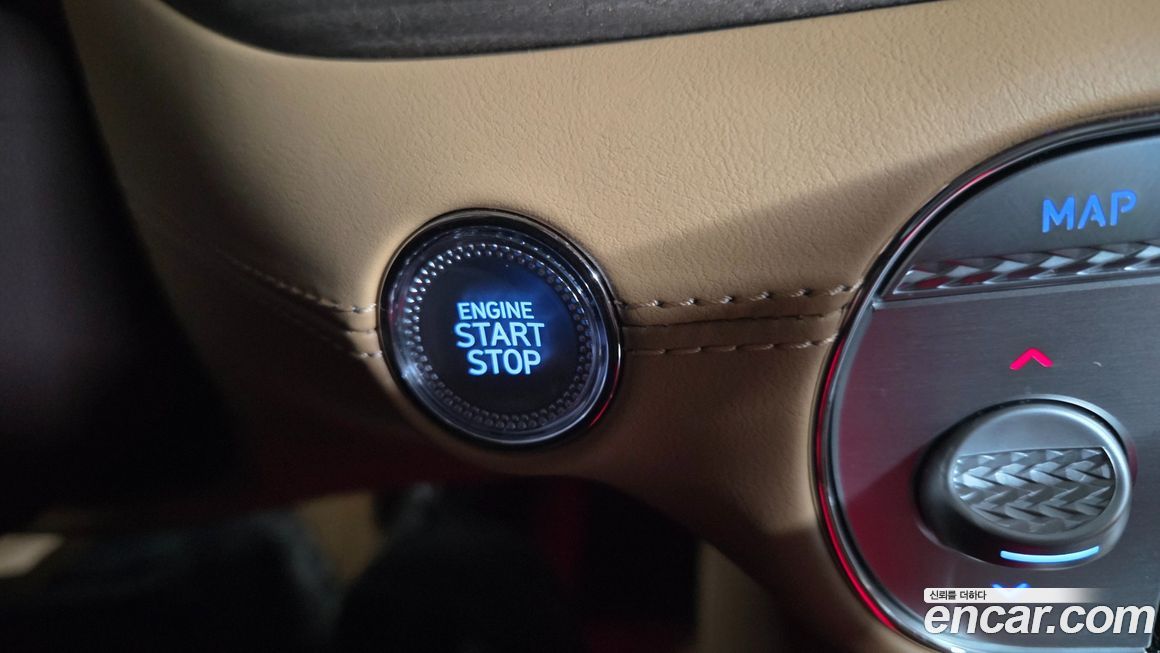 ENGINE
START
STOP
MAP
신뢰를 더하다
encar.com